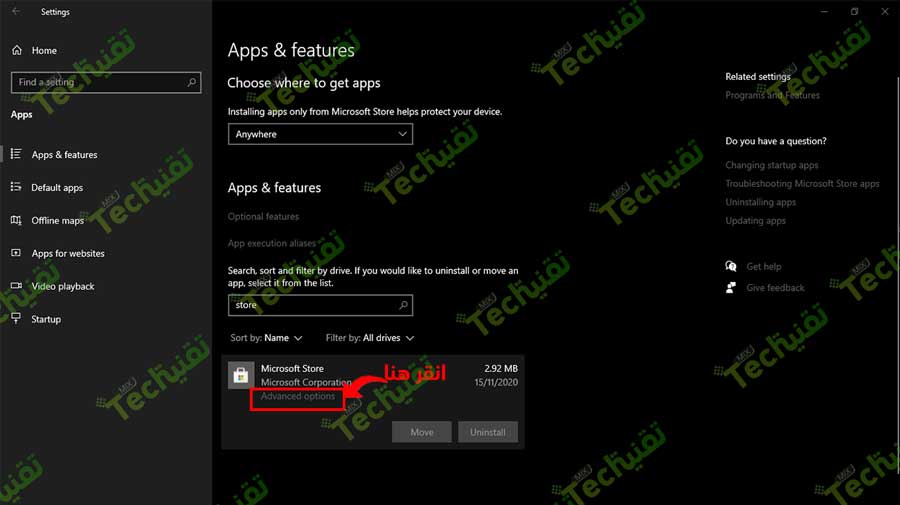 Settings
Home
Find a setting
Apps
Apps & features
Default apps
Offline maps
Apps for websites
Video playback
Startup
Apps & features
Choose where to get apps
Installing apps only from Microsoft Store helps protect your device.
Anywhere
Apps & features
Optional features
App execution aliases
Search, sort and filter by drive. If you would like to uninstall or move an
app, select it from the list.
store
Sort by: Name
Filter by: All drives
Microsoft Store
2.92 MB
Microsoft Corporation
15/11/2020
Advanced options
انقر هنا
Move
Uninstall
Related settings
Programs and Features
Do you have a question?
Changing startup apps
Troubleshooting Microsoft Store apps
Uninstalling apps
Updating apps
Get help
Give feedback
تقنيتك
MIX
Tech